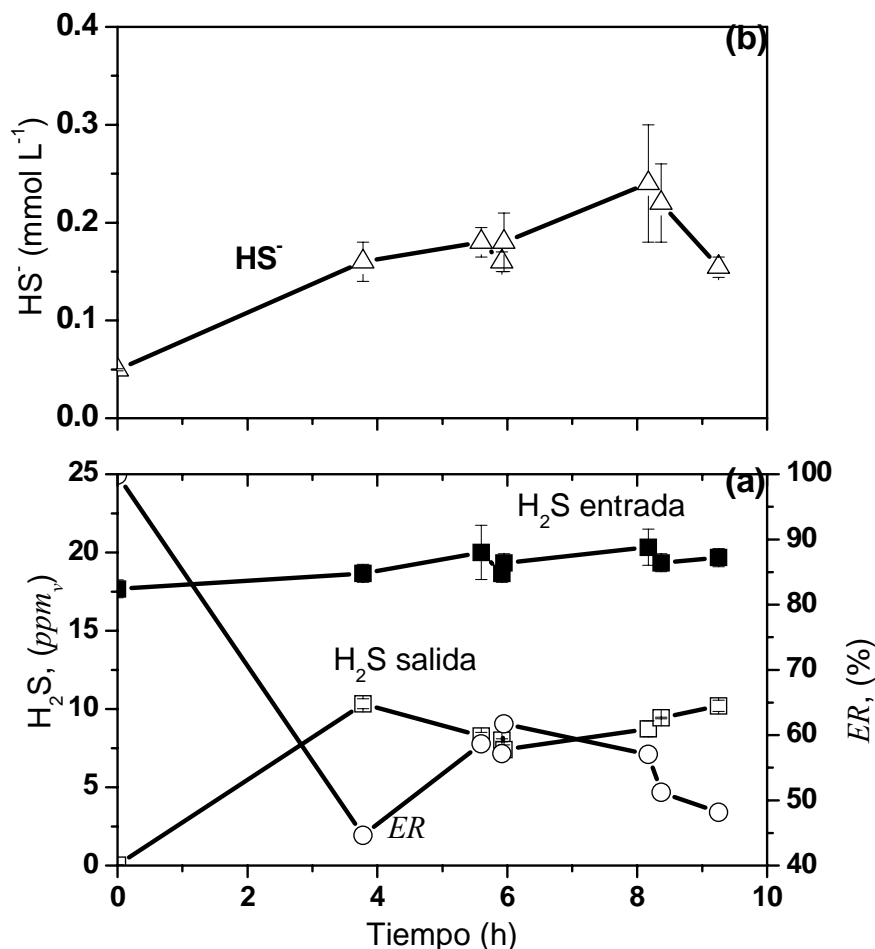 (b)
0.4
0.3
0.2
0.1
0.0
HS⁻ (mmol L⁻¹)
HS⁻
(a)
25
20
15
10
5
0
H₂S, (ppmᵥ)
H₂S entrada
H₂S salida
ER
100
90
80
70
60
50
40
ER, (%)
0 2 4 6 8 10
Tiempo (h)